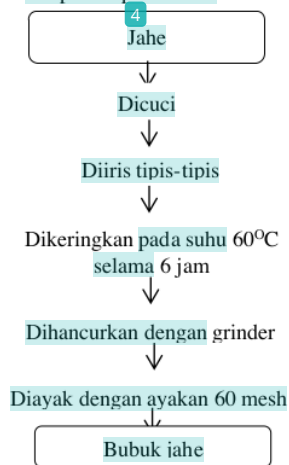 4
Jahe
Dicuci
Diiris tipis-tipis
Dikeringkan pada suhu 60⁰C
selama 6 jam
Dihancurkan dengan grinder
Diayak dengan ayakan 60 mesh
Bubuk jahe